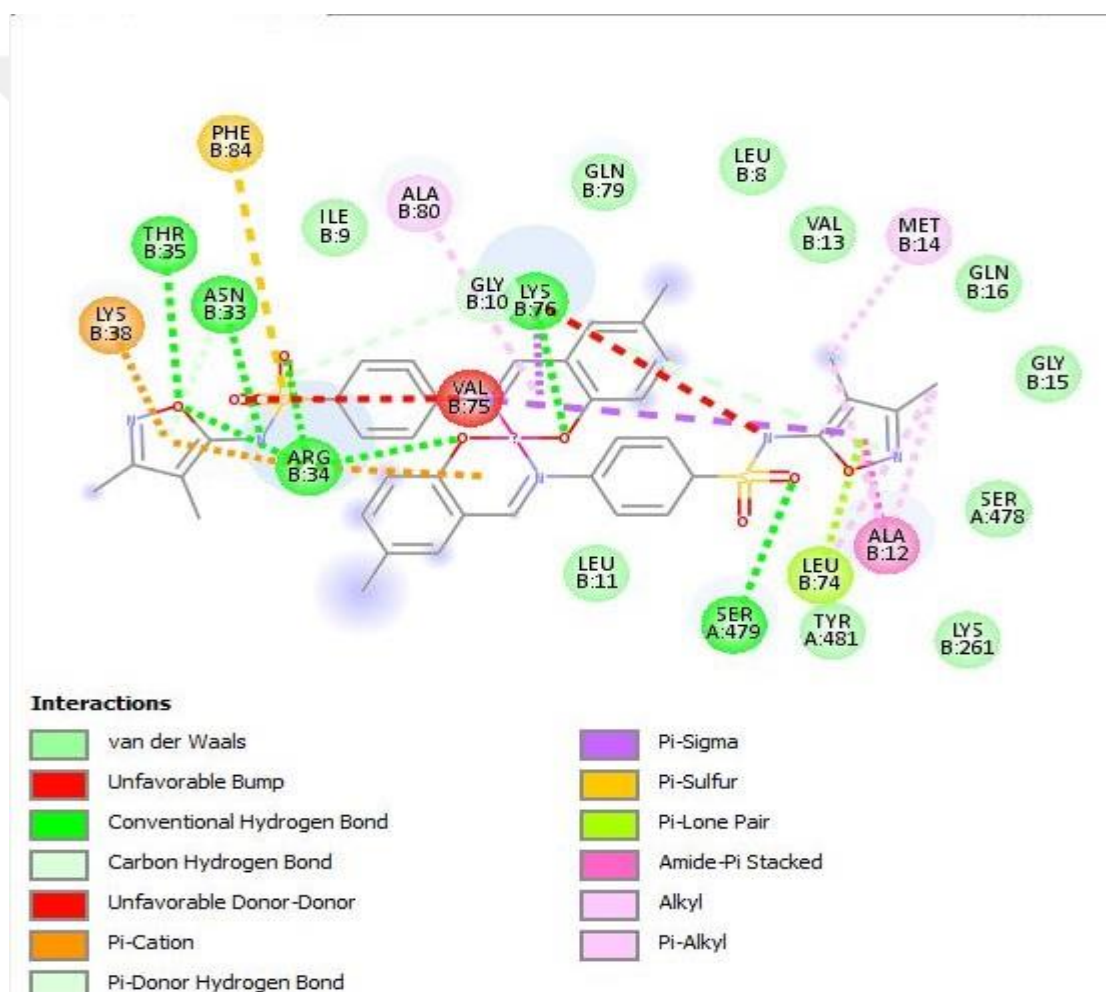 PHE
B:84
LEU
B:8
GLN
B:79
ALA
B:80
ILE
B:9
VAL
B:13
MET
B:14
THR
B:35
GLN
B:16
ASN
B:33
GLY
B:10
LYS
B:76
LYS
B:38
GLY
B:15
VAL
B:75
O
O
O
N
N
N
O
ARG
B:34
O
O
N
N
O
N
S
O
O
SER
A:478
ALA
B:12
LEU
B:11
LEU
B:74
SER
A:479
TYR
A:481
LYS
B:261
Interactions
van der Waals
Unfavorable Bump
Conventional Hydrogen Bond
Carbon Hydrogen Bond
Unfavorable Donor-Donor
Pi-Cation
Pi-Donor Hydrogen Bond
Pi-Sigma
Pi-Sulfur
Pi-Lone Pair
Amide-Pi Stacked
Alkyl
Pi-Alkyl